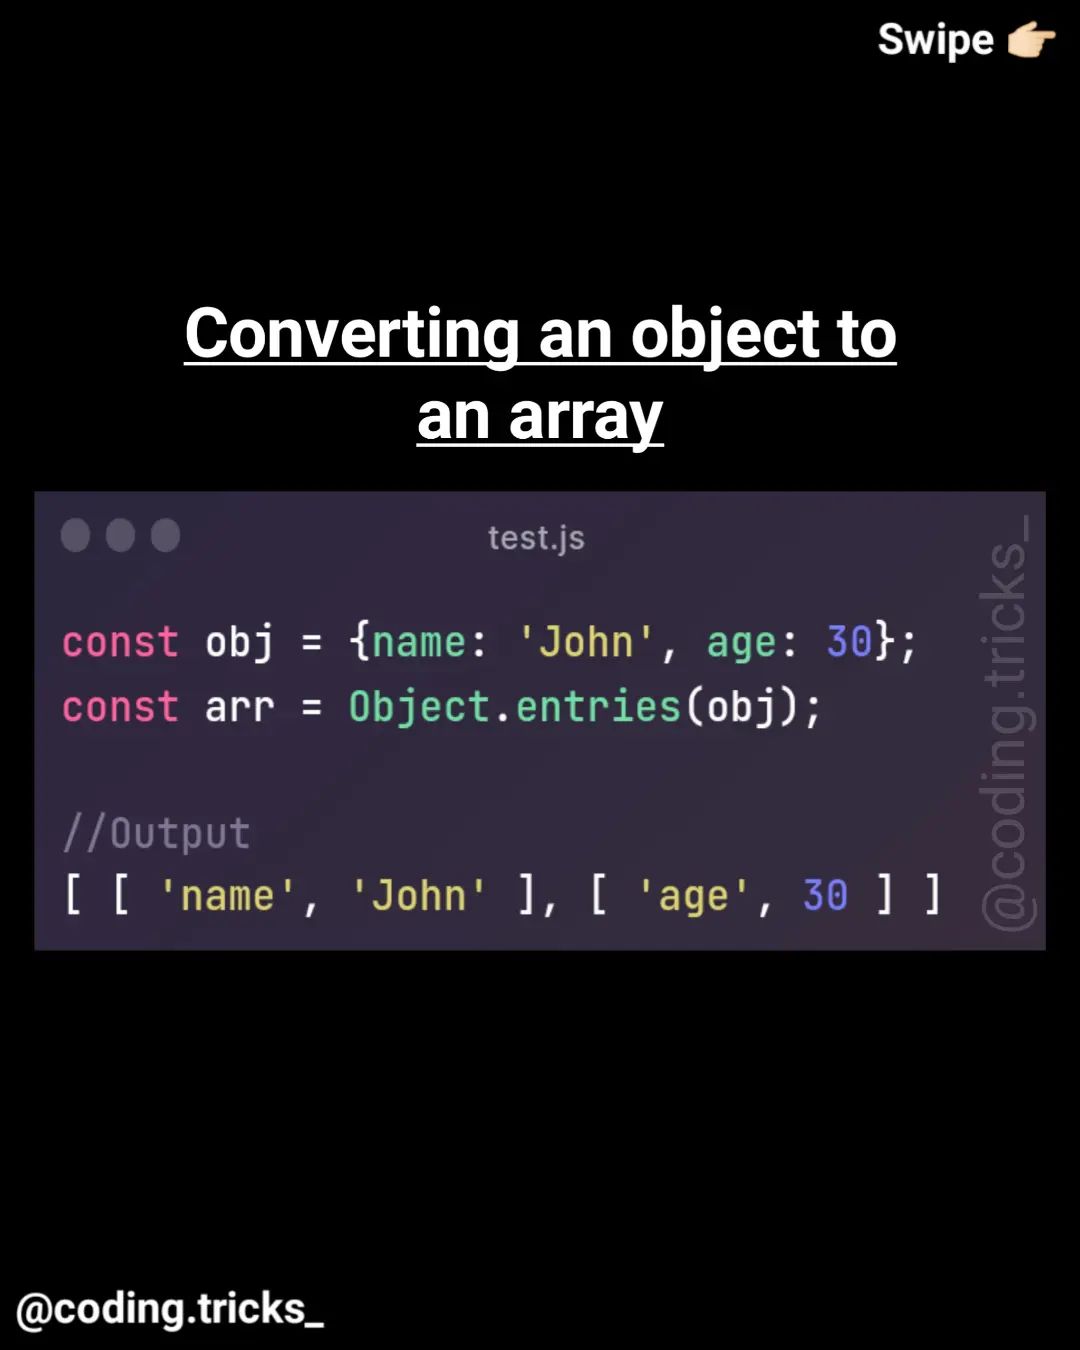 Swipe 👉🏻
Converting an object to
an array
test.js
const obj = {name: 'John', age: 30};
const arr = Object.entries(obj);
//Output
[ [ 'name', 'John' ], [ 'age', 30 ] ]
@coding.tricks_
@coding.tricks_